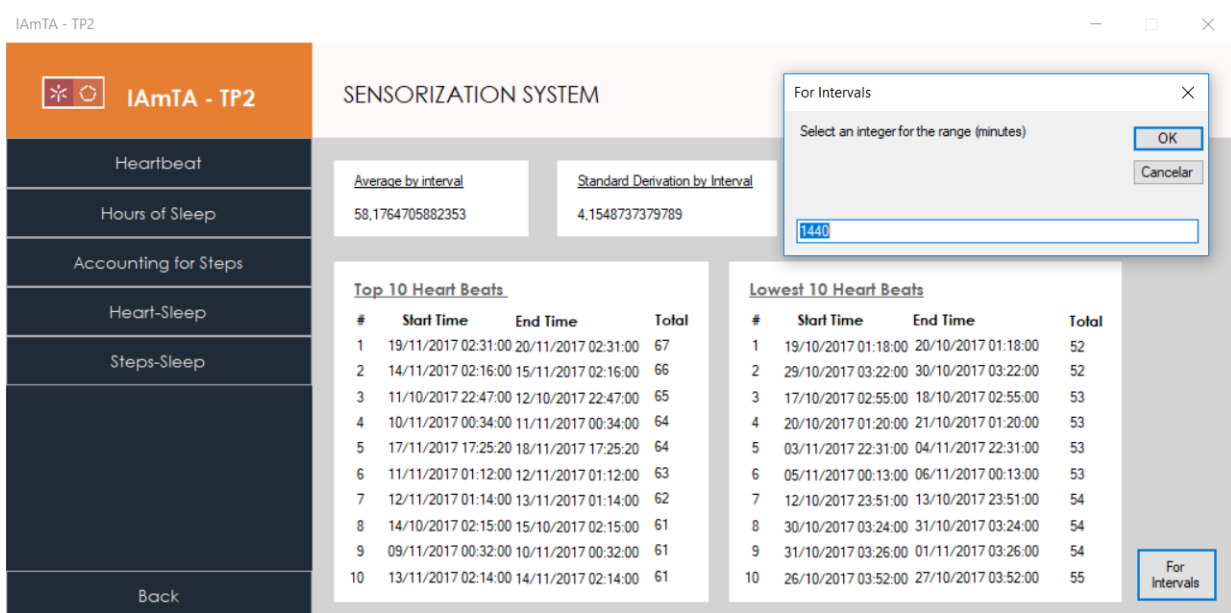 IAmTA - TP2
IAmTA - TP2
SENSORIZATION SYSTEM
For Intervals
Select an integer for the range (minutes)
OK
Cancelar
1440
Heartbeat
Hours of Sleep
Accounting for Steps
Heart-Sleep
Steps-Sleep
Back
Average by interval
58,1764705882353
Standard Derivation by Interval
4,1548737379789
Top 10 Heart Beats
# Start Time End Time Total
1 19/11/2017 02:31:00 20/11/2017 02:31:00 67
2 14/11/2017 02:16:00 15/11/2017 02:16:00 66
3 11/10/2017 22:47:00 12/10/2017 22:47:00 65
4 10/11/2017 00:34:00 11/11/2017 00:34:00 64
5 17/11/2017 17:25:20 18/11/2017 17:25:20 64
6 11/11/2017 01:12:00 12/11/2017 01:12:00 63
7 12/11/2017 01:14:00 13/11/2017 01:14:00 62
8 14/10/2017 02:15:00 15/10/2017 02:15:00 61
9 09/11/2017 00:32:00 10/11/2017 00:32:00 61
10 13/11/2017 02:14:00 14/11/2017 02:14:00 61
Lowest 10 Heart Beats
# Start Time End Time Total
1 19/10/2017 01:18:00 20/10/2017 01:18:00 52
2 29/10/2017 03:22:00 30/10/2017 03:22:00 52
3 17/10/2017 02:55:00 18/10/2017 02:55:00 53
4 20/10/2017 01:20:00 21/10/2017 01:20:00 53
5 03/11/2017 22:31:00 04/11/2017 22:31:00 53
6 05/11/2017 00:13:00 06/11/2017 00:13:00 53
7 12/10/2017 23:51:00 13/10/2017 23:51:00 54
8 30/10/2017 03:24:00 31/10/2017 03:24:00 54
9 31/10/2017 03:26:00 01/11/2017 03:26:00 54
10 26/10/2017 03:52:00 27/10/2017 03:52:00 55
For
Intervals